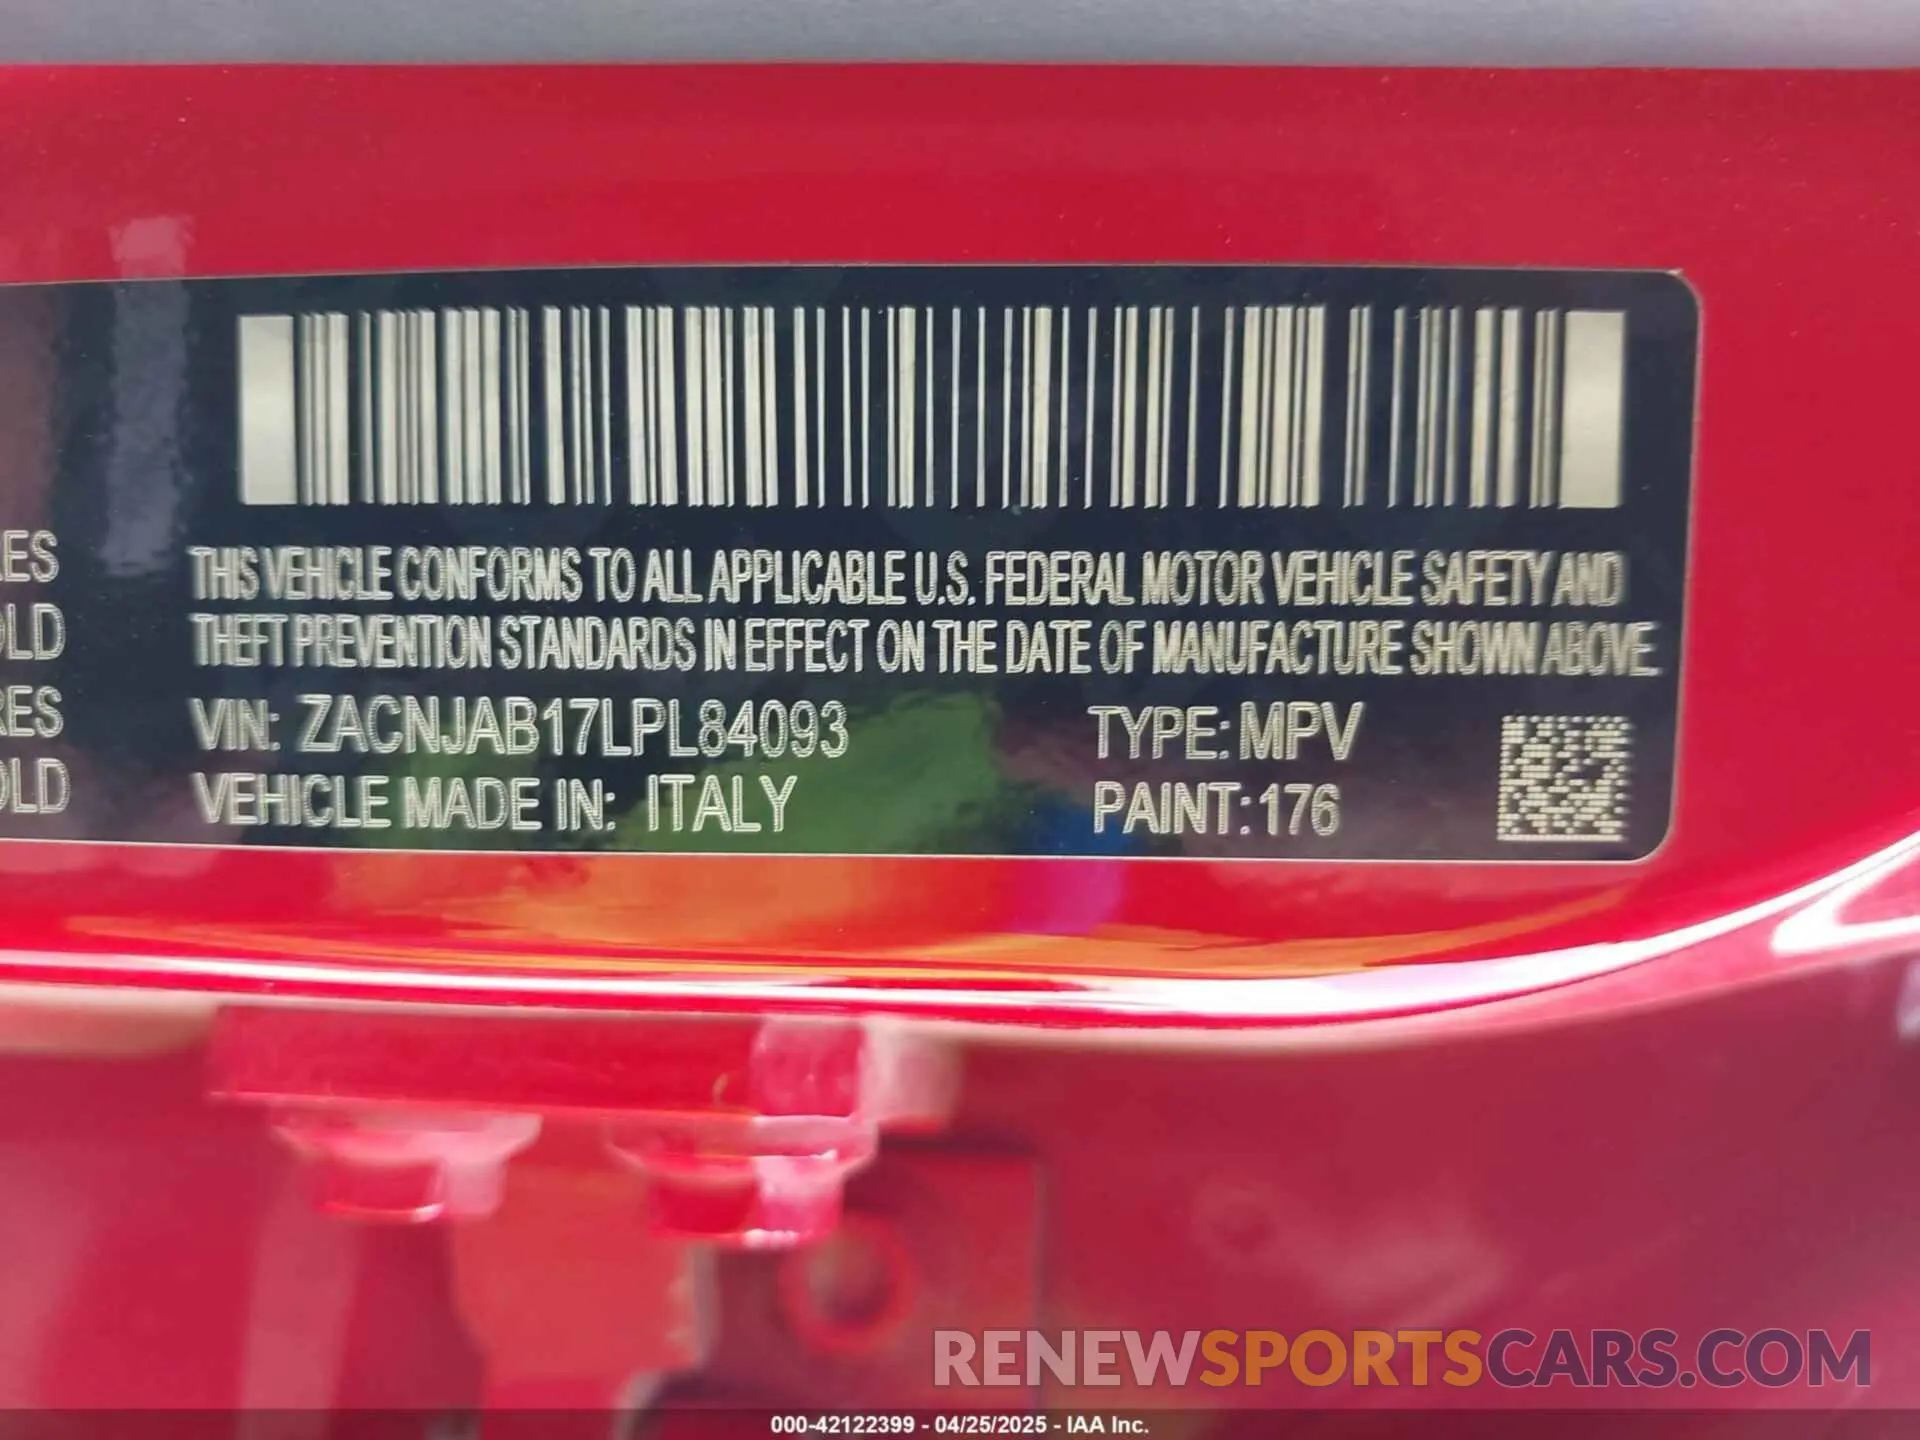 RES
OLD
RES
OLD
THIS VEHICLE CONFORMS TO ALL APPLICABLE U.S. FEDERAL MOTOR VEHICLE SAFETY AND
THEFT PREVENTION STANDARDS IN EFFECT ON THE DATE OF MANUFACTURE SHOWN ABOVE.
VIN: ZACNJAB17LPL84093 TYPE: MPV
VEHICLE MADE IN: ITALY PAINT: 176
RENEWSPORTSCARS.COM
000-42122399 - 04/25/2025 - IAA Inc.